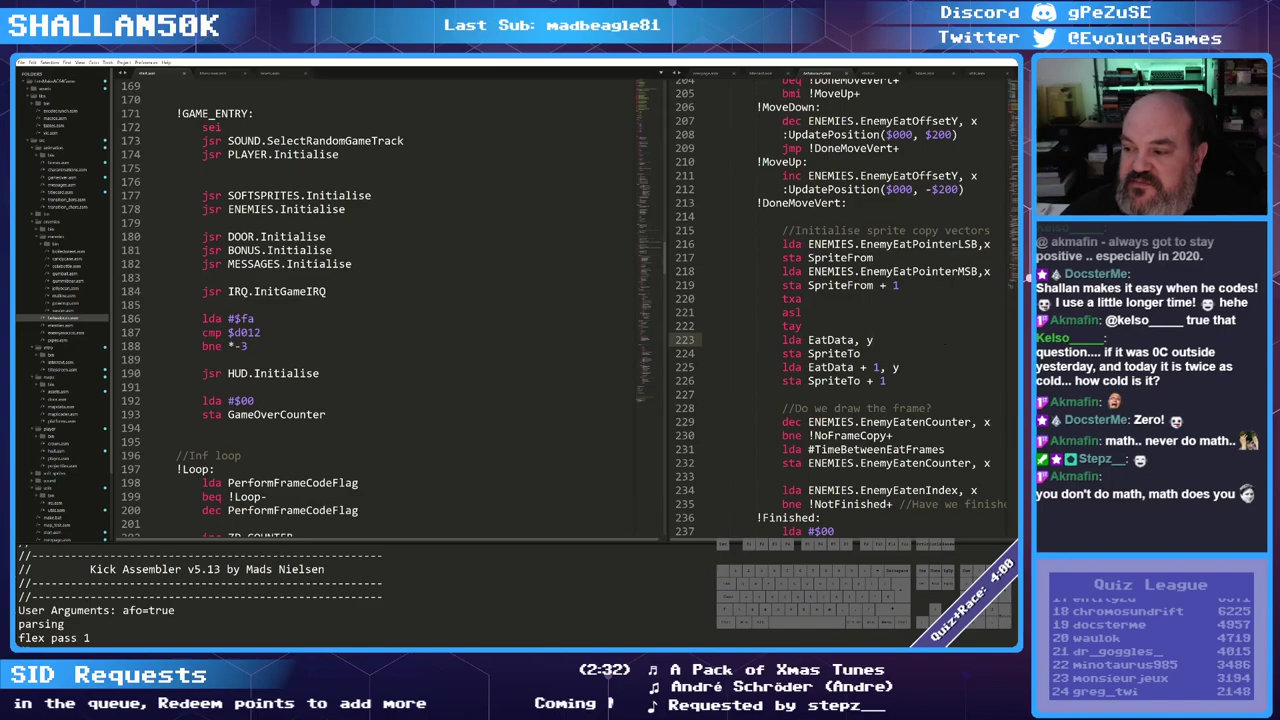 SHALLAN50K
Last Sub: madbeagle81
Discord gPeZuSE
Twitter @EvoluteGames
FOLDERS
169
170
171 !GAME_ENTRY:
172 sei
173 jsr SOUND.SelectRandomGameTrack
174 jsr PLAYER.Initialise
175
176
177 jsr SOFTSPRITES.Initialise
178 jsr ENEMIES.Initialise
179
180 jsr DOOR.Initialise
181 jsr BONUS.Initialise
182 jsr MESSAGES.Initialise
183
184 jsr IRQ.InitGameIRQ
185
186 lda #$fa
187 cmp $d012
188 bne *-3
189
190 jsr HUD.Initialise
191
192 lda #$00
193 sta GameOverCounter
194
195
196 //Inf loop
197 !Loop:
198 lda PerformFrameCodeFlag
199 beq !Loop-
200 dec PerformFrameCodeFlag
201
204 beq !DoneMoveVert+
205 bmi !MoveUp+
206 !MoveDown:
207 dec ENEMIES.EnemyEatOffsetY, x
208 :UpdatePosition($000, $200)
209 jmp !DoneMoveVert+
210 !MoveUp:
211 inc ENEMIES.EnemyEatOffsetY, x
212 :UpdatePosition($000, -$200)
213 !DoneMoveVert:
214
215 //Initialise sprite copy vectors
216 lda ENEMIES.EnemyEatPointerLSB,x
217 sta SpriteFrom
218 lda ENEMIES.EnemyEatPointerMSB,x
219 sta SpriteFrom + 1
220 txa
221 asl
222 tay
223 lda EatData, y
224 sta SpriteTo
225 lda EatData + 1, y
226 sta SpriteTo + 1
227
228 //Do we draw the frame?
229 dec ENEMIES.EnemyEatenCounter, x
230 bne !NoFrameCopy+
231 lda #TimeBetweenEatFrames
232 sta ENEMIES.EnemyEatenCounter, x
233
234 lda ENEMIES.EnemyEatenIndex, x
235 bne !NotFinished+ //Have we finishe
236 !Finished:
237 lda #$00
//-------------------------------------------------------
// Kick Assembler v5.13 by Mads Nielsen
//-------------------------------------------------------
User Arguments: afo=true
parsing
flex pass 1
Quiz+Race: 4:00
Kelso_____:
@ akmafin - always got to stay
positive .. especially in 2020.
DocsterMe:
Shallan makes it easy when he codes!
I use a little longer time! hehe
Akmafin: @kelso_____ true that
Kelso_____:
question.... if it was 0C outside
yesterday, and today it is twice as
cold... how cold is it?
Akmafin:
DocsterMe: Zero!
Akmafin: math.. never do math..
Stepz__:
Akmafin:
you don't do math, math does you
Quiz League
18 chromosundrift 6225
19 docsterme 4957
20 waulok 4719
21 dr_goggles_ 4015
22 minotaurus985 3486
23 monsieurjeux 3194
24 greg_twi 2148
SID Requests
(2:32) A Pack of Xmas Tunes
André Schröder (Andre)
Requested by stepz__
in the queue, Redeem points to add more
Coming